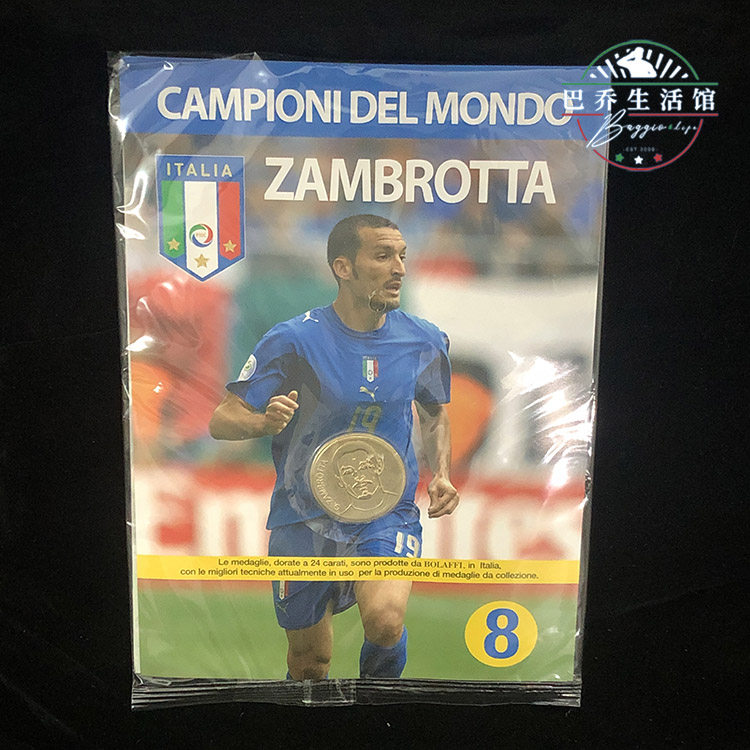 CAMPIONI DEL MONDO
巴乔生活馆
Baggio life
EST 2009
ITALIA
ZAMBROTTA
19
G. ZAMBROTTA
19
Le medaglie, dorate a 24 carati, sono prodotte da BOLAFFI, in Italia,
con le migliori tecniche attualmente in uso per la produzione di medaglie da collezione.
8